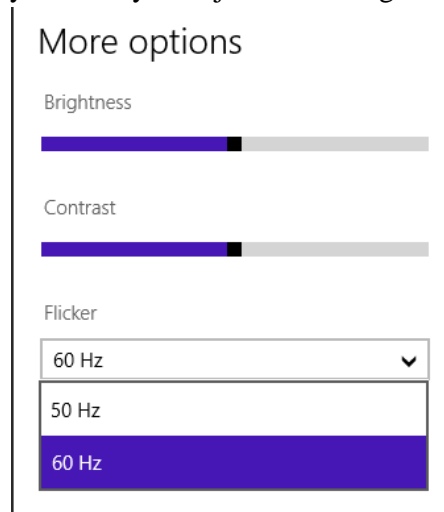 More options
Brightness
Contrast
Flicker
60 Hz
50 Hz
60 Hz